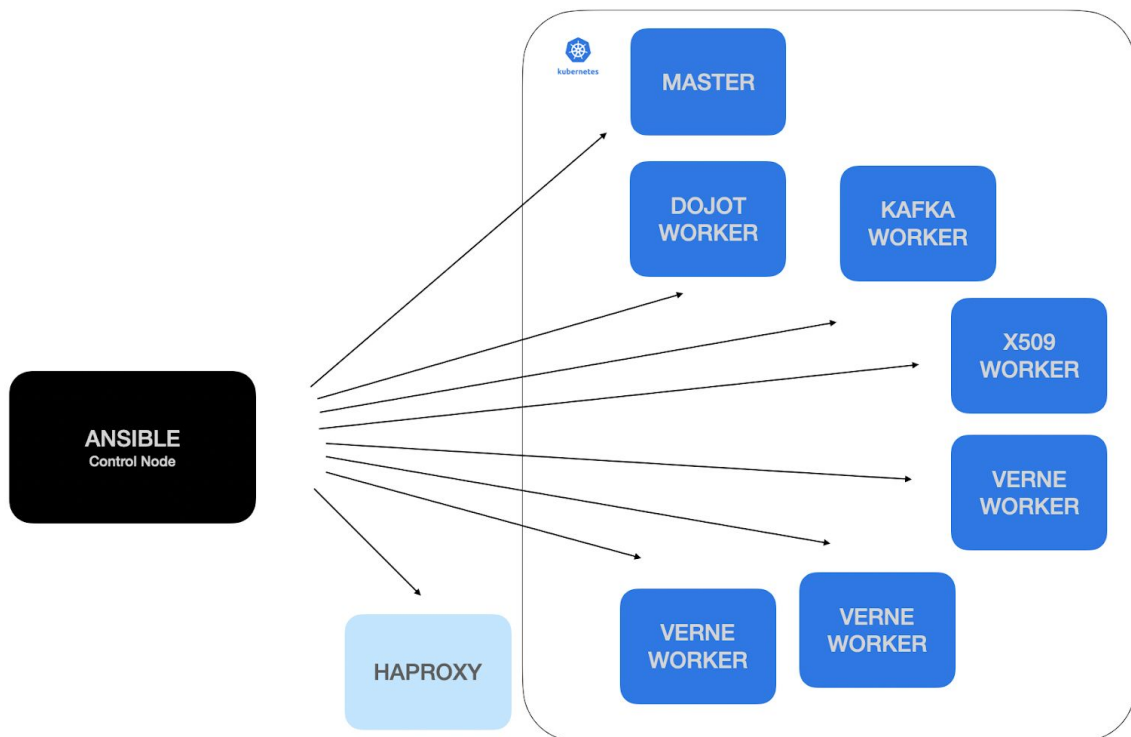 kubernetes
MASTER
DOJOT
WORKER
KAFKA
WORKER
X509
WORKER
ANSIBLE
Control Node
VERNE
WORKER
VERNE
WORKER
VERNE
WORKER
HAPROXY